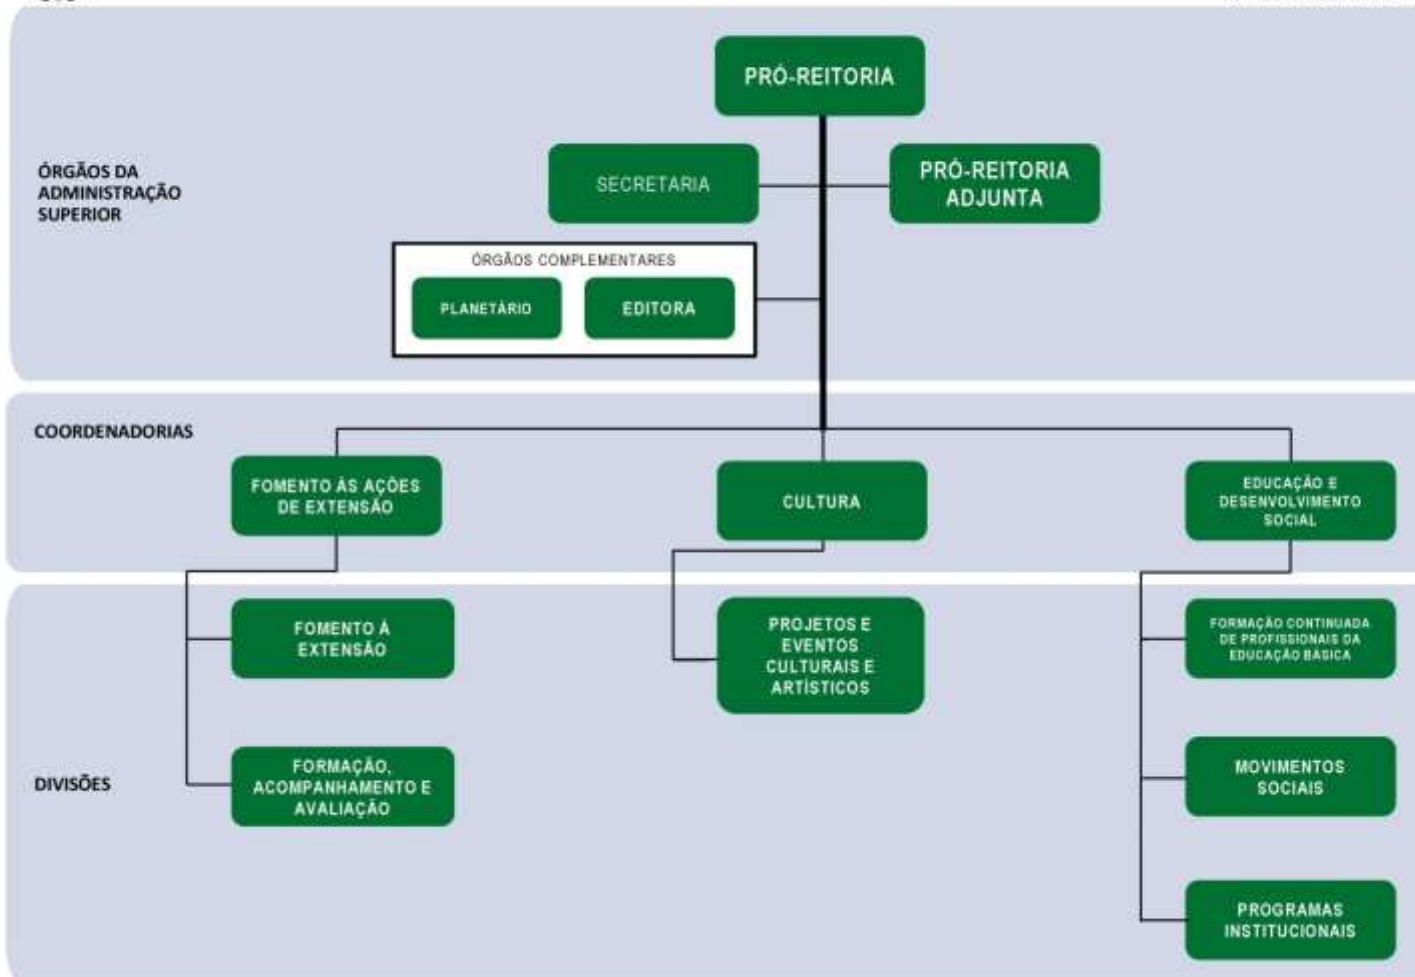 PRÓ-REITORIA
ÓRGÃOS DA
ADMINISTRAÇÃO
SUPERIOR
SECRETARIA
PRÓ-REITORIA
ADJUNTA
ÓRGÃOS COMPLEMENTARES
PLANETÁRIO
EDITORA
COORDENADORIAS
FOMENTO ÀS AÇÕES
DE EXTENSÃO
CULTURA
EDUCAÇÃO E
DESENVOLVIMENTO
SOCIAL
DIVISÕES
FOMENTO À
EXTENSÃO
PROJETOS E
EVENTOS
CULTURAIS E
ARTÍSTICOS
FORMAÇÃO CONTINUADA
DE PROFISSIONAIS DA
EDUCAÇÃO BÁSICA
FORMAÇÃO,
ACOMPANHAMENTO E
AVALIAÇÃO
MOVIMENTOS
SOCIAIS
PROGRAMAS
INSTITUCIONAIS